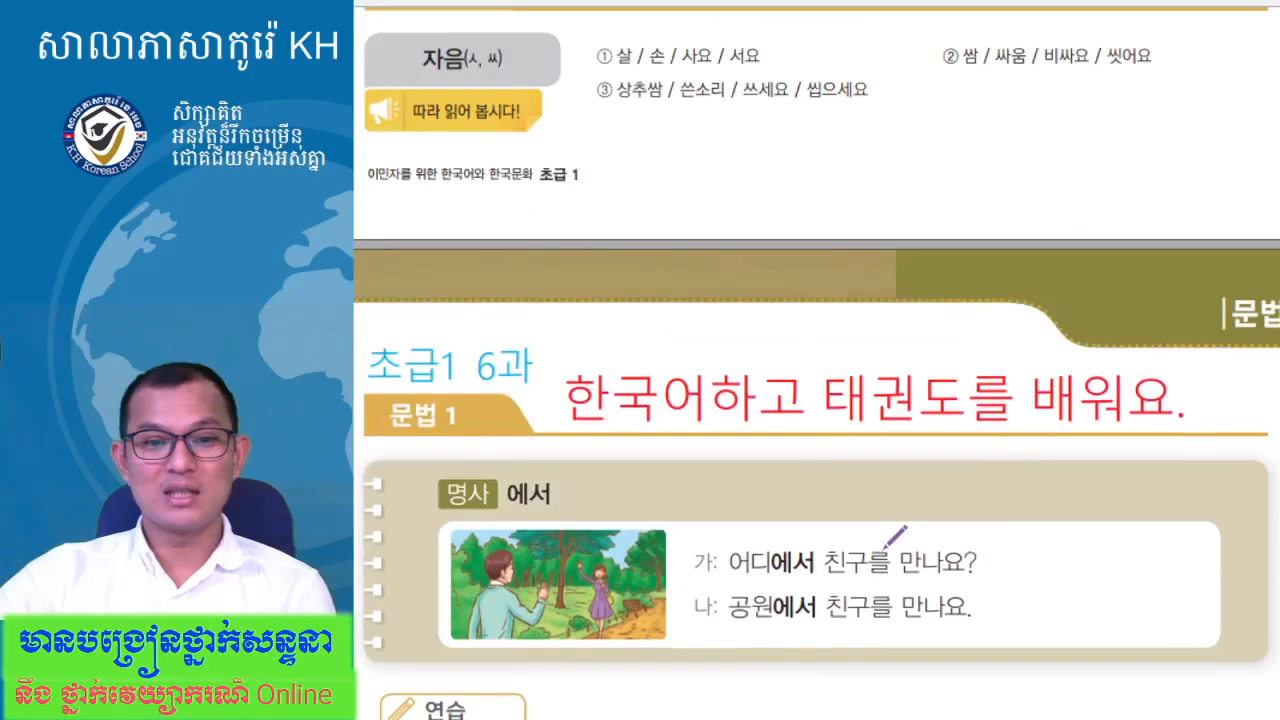 សាលាភាសាកូរ៉េ KH
សិក្សាគិត
អនុវត្តន៏រីកចម្រើន
ជោគជ័យទាំងអស់គ្នា
K.H Korean School
자음(ㅅ, ㅆ)
① 살 / 손 / 사요 / 서요
② 쌈 / 싸움 / 비싸요 / 씻어요
③ 상추쌈 / 쓴소리 / 쓰세요 / 씹으세요
따라 읽어 봅시다!
이민자를 위한 한국어와 한국문화 초급 1
문법
초급1 6과
문법 1
한국어하고 태권도를 배워요.
명사 에서
가: 어디에서 친구를 만나요?
나: 공원에서 친구를 만나요.
연습
មានបង្រៀនថ្នាក់សន្ទនា
នឹង ថ្នាក់វេយ្យាករណ៏ Online